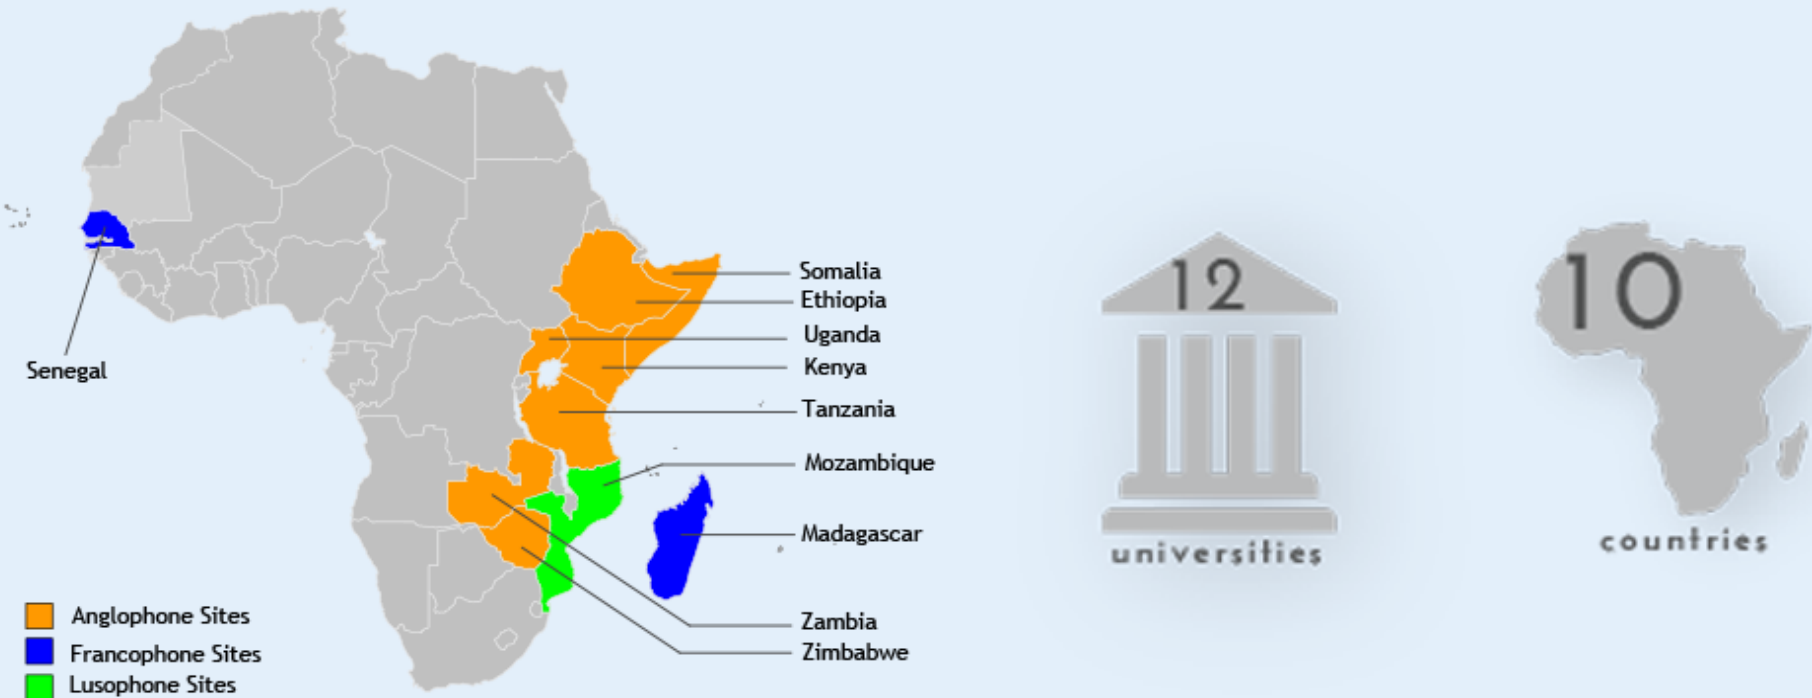 Senegal
Somalia
Ethiopia
Uganda
Kenya
Tanzania
Mozambique
Madagascar
Zambia
Zimbabwe
Anglophone Sites
Francophone Sites
Lusophone Sites
12
universities
10
countries